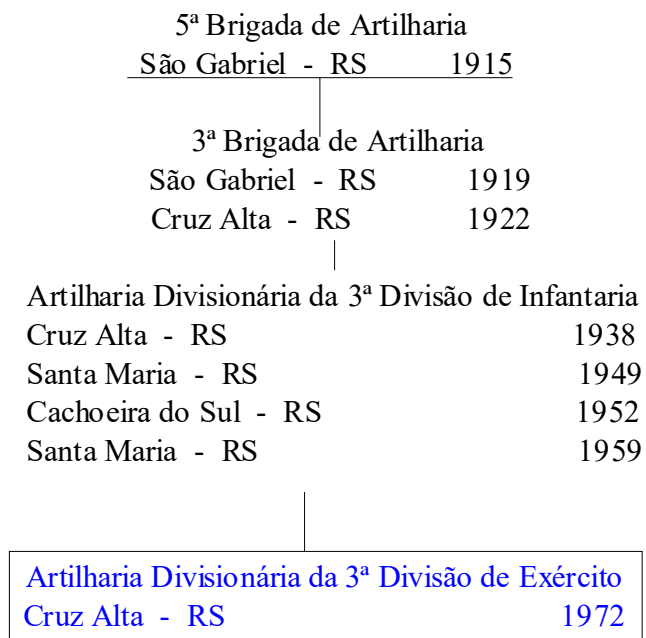 5ª Brigada de Artilharia
São Gabriel - RS 1915
3ª Brigada de Artilharia
São Gabriel - RS 1919
Cruz Alta - RS 1922
Artilharia Divisionária da 3ª Divisão de Infantaria
Cruz Alta - RS 1938
Santa Maria - RS 1949
Cachoeira do Sul - RS 1952
Santa Maria - RS 1959
Artilharia Divisionária da 3ª Divisão de Exército
Cruz Alta - RS 1972